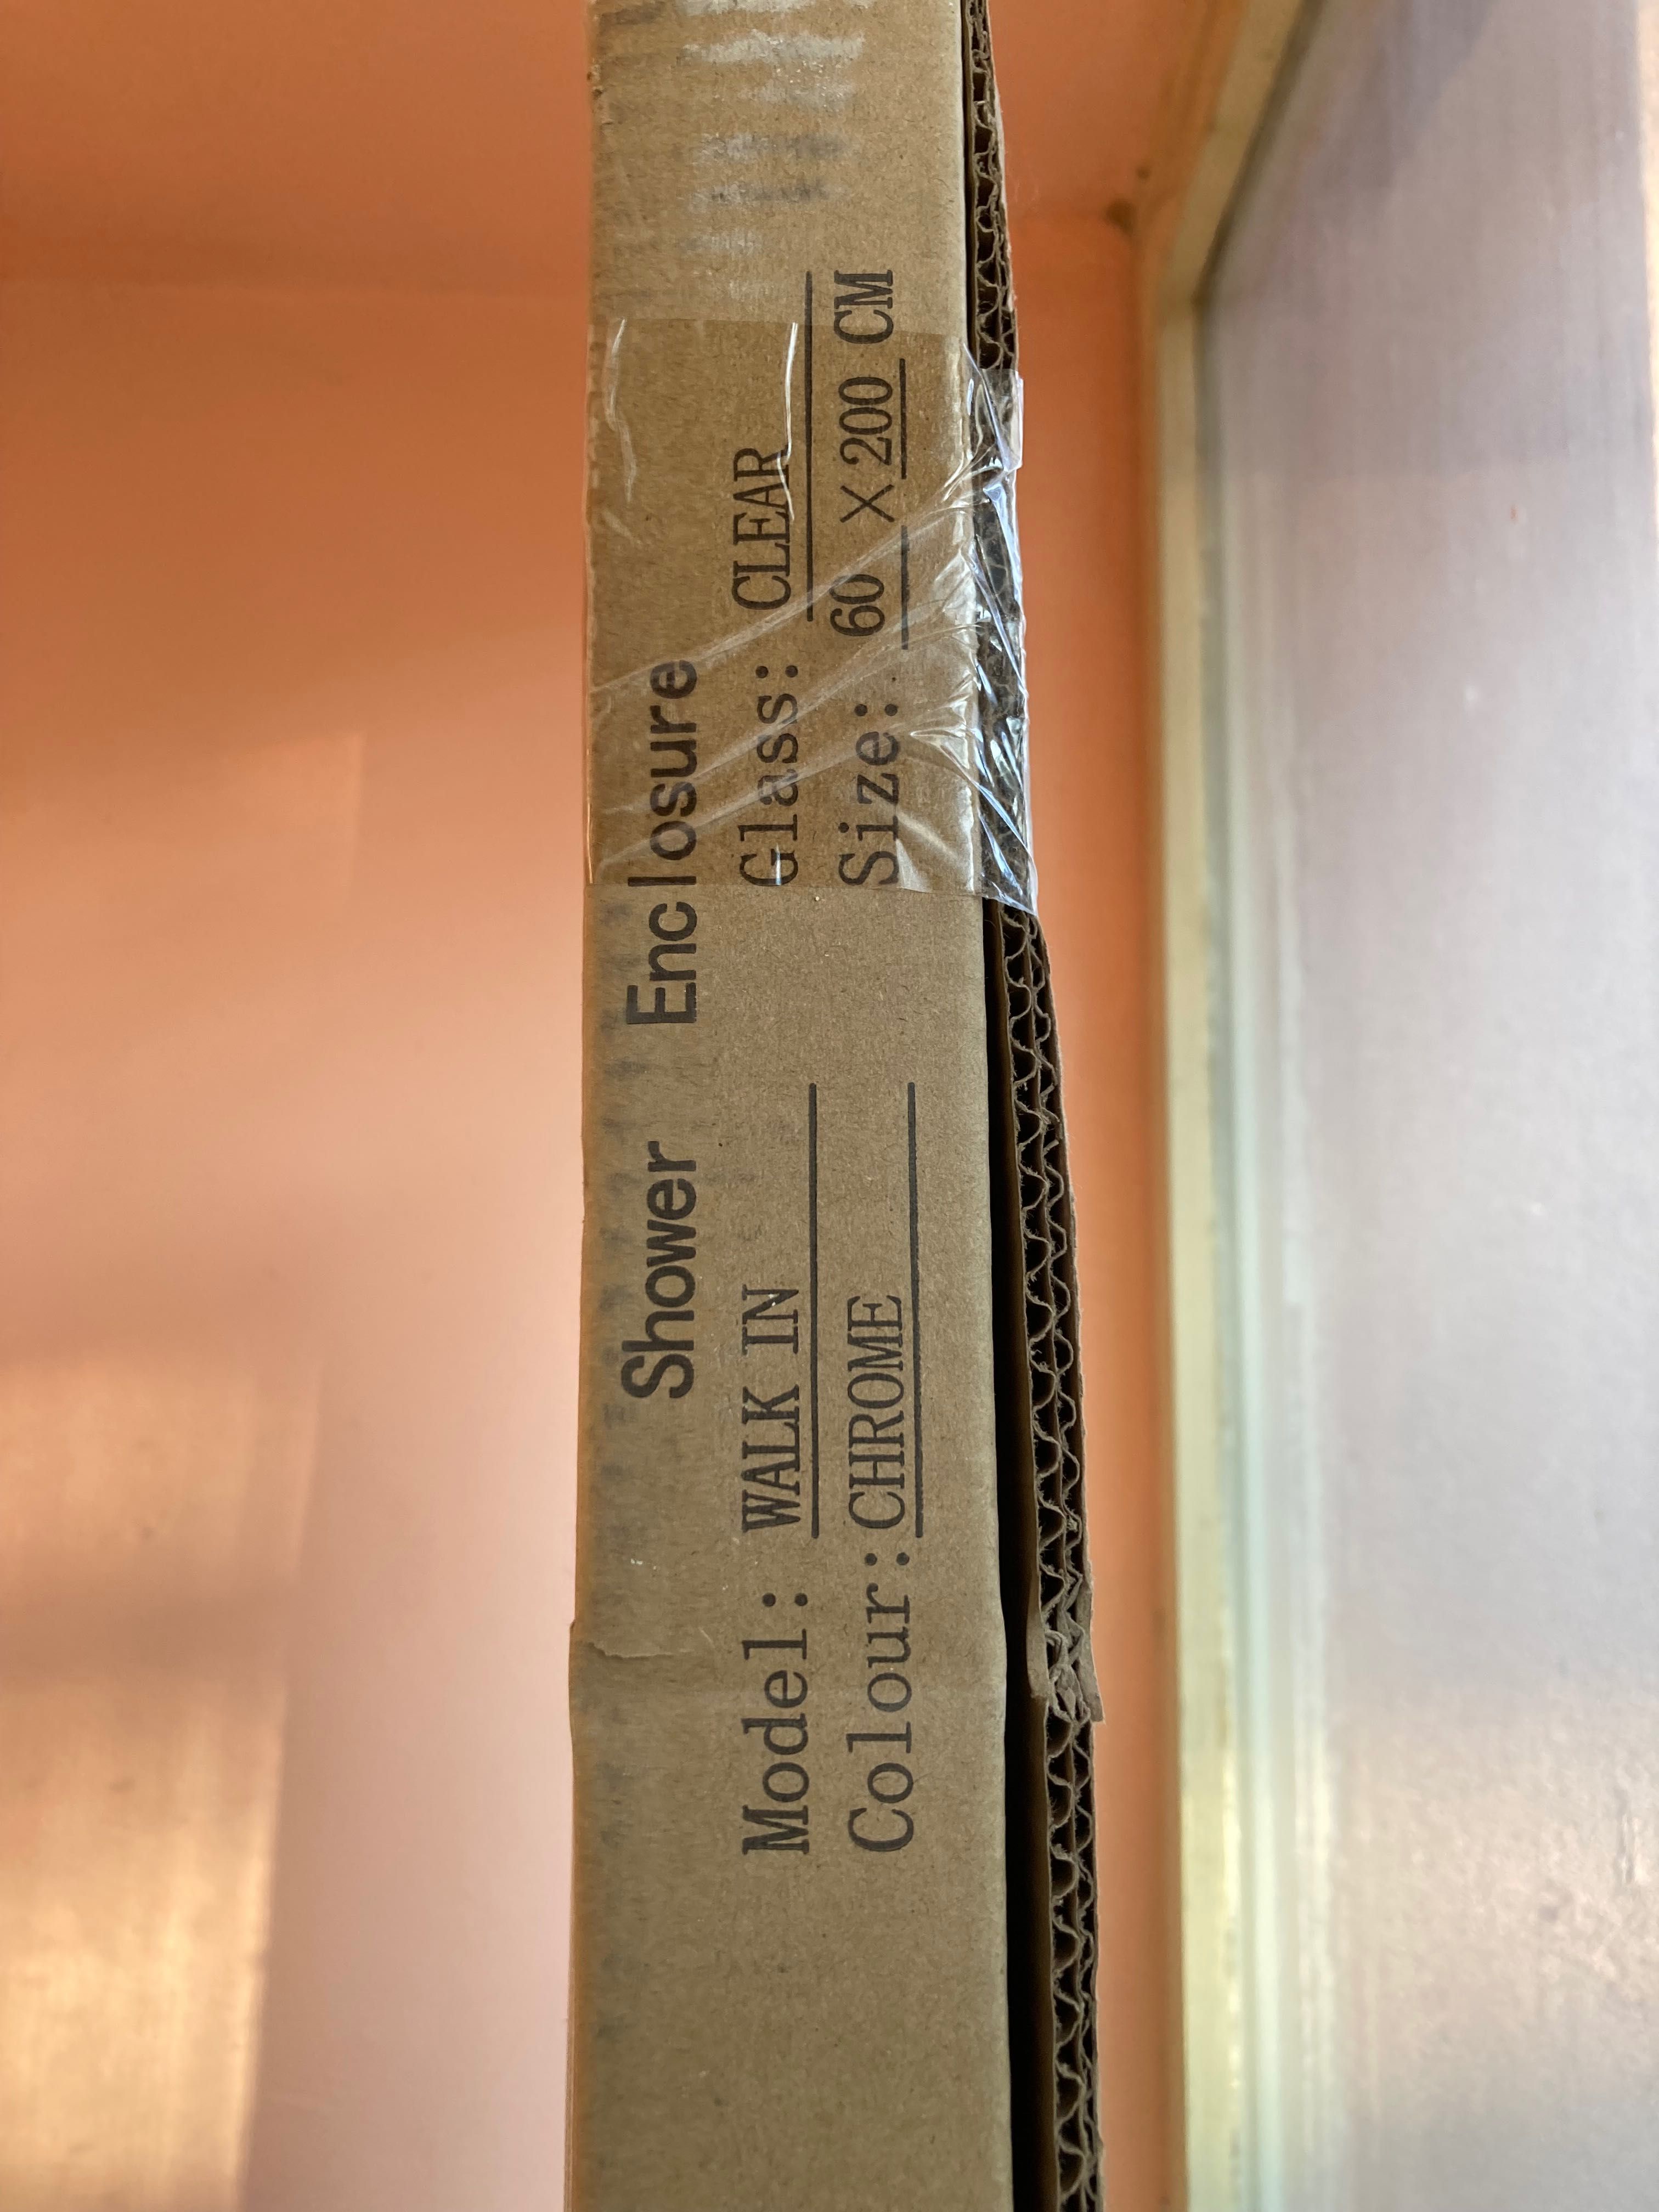 Shower Enclosure
Model: WALK IN Glass: CLEAR
Colour: CHROME Size: 60 × 200 CM